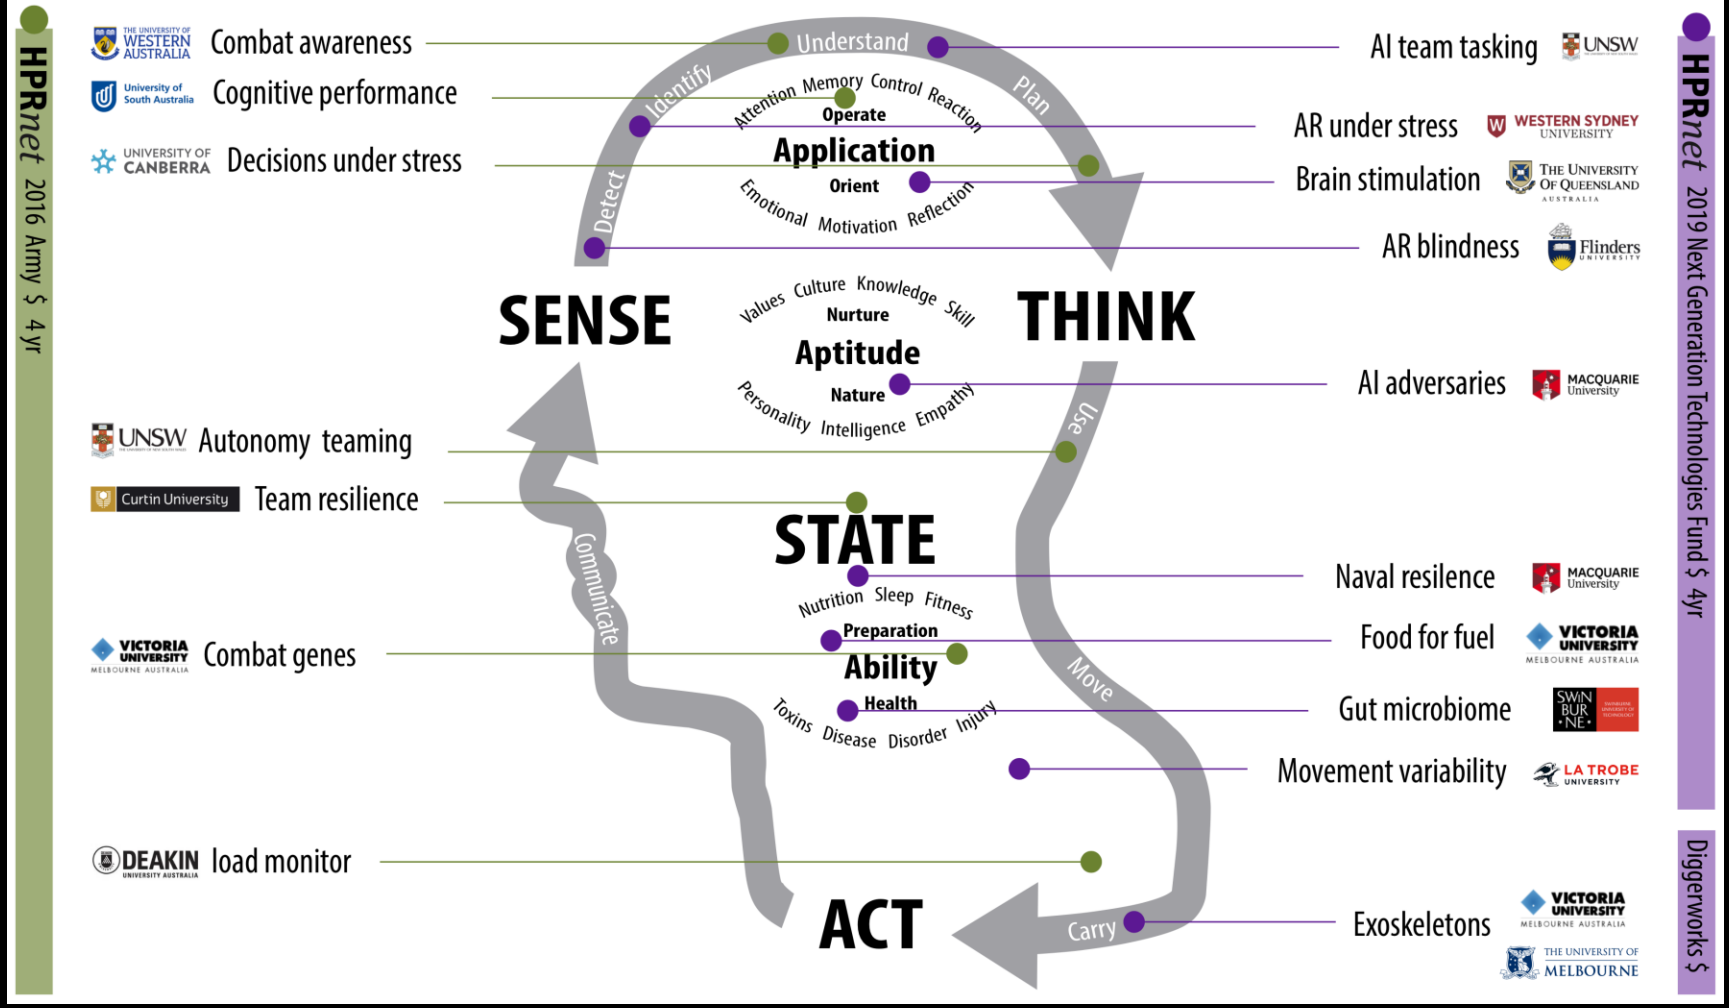 HPRnet 2016 Army $ 4 yr
THE UNIVERSITY OF
WESTERN
AUSTRALIA
Combat awareness
University of
South Australia
Cognitive performance
UNIVERSITY OF
CANBERRA
Decisions under stress
UNSW
Autonomy teaming
Curtin University
Team resilience
VICTORIA
UNIVERSITY
MELBOURNE AUSTRALIA
Combat genes
DEAKIN
UNIVERSITY AUSTRALIA
load monitor
Detect
Identify
Understand
Plan
Attention Memory Control Reaction
Operate
Application
Orient
Emotional Motivation Reflection
SENSE
THINK
Values Culture Knowledge Skill
Nurture
Aptitude
Nature
Personality Intelligence Empathy
Use
Communicate
STATE
Nutrition Sleep Fitness
Preparation
Ability
Health
Toxins Disease Disorder Injury
Move
ACT
Carry
AI team tasking
UNSW
AR under stress
WESTERN SYDNEY
UNIVERSITY
W
Brain stimulation
THE UNIVERSITY
OF QUEENSLAND
AUSTRALIA
AR blindness
Flinders
UNIVERSITY
AI adversaries
MACQUARIE
University
Naval resilence
MACQUARIE
University
Food for fuel
VICTORIA
UNIVERSITY
MELBOURNE AUSTRALIA
Gut microbiome
SWIN
BUR
NE
SWINBURNE
UNIVERSITY OF
TECHNOLOGY
Movement variability
LA TROBE
UNIVERSITY
Exoskeletons
VICTORIA
UNIVERSITY
MELBOURNE AUSTRALIA
THE UNIVERSITY OF
MELBOURNE
HPRnet 2019 Next Generation Technologies Fund $ 4yr
Diggerworks $